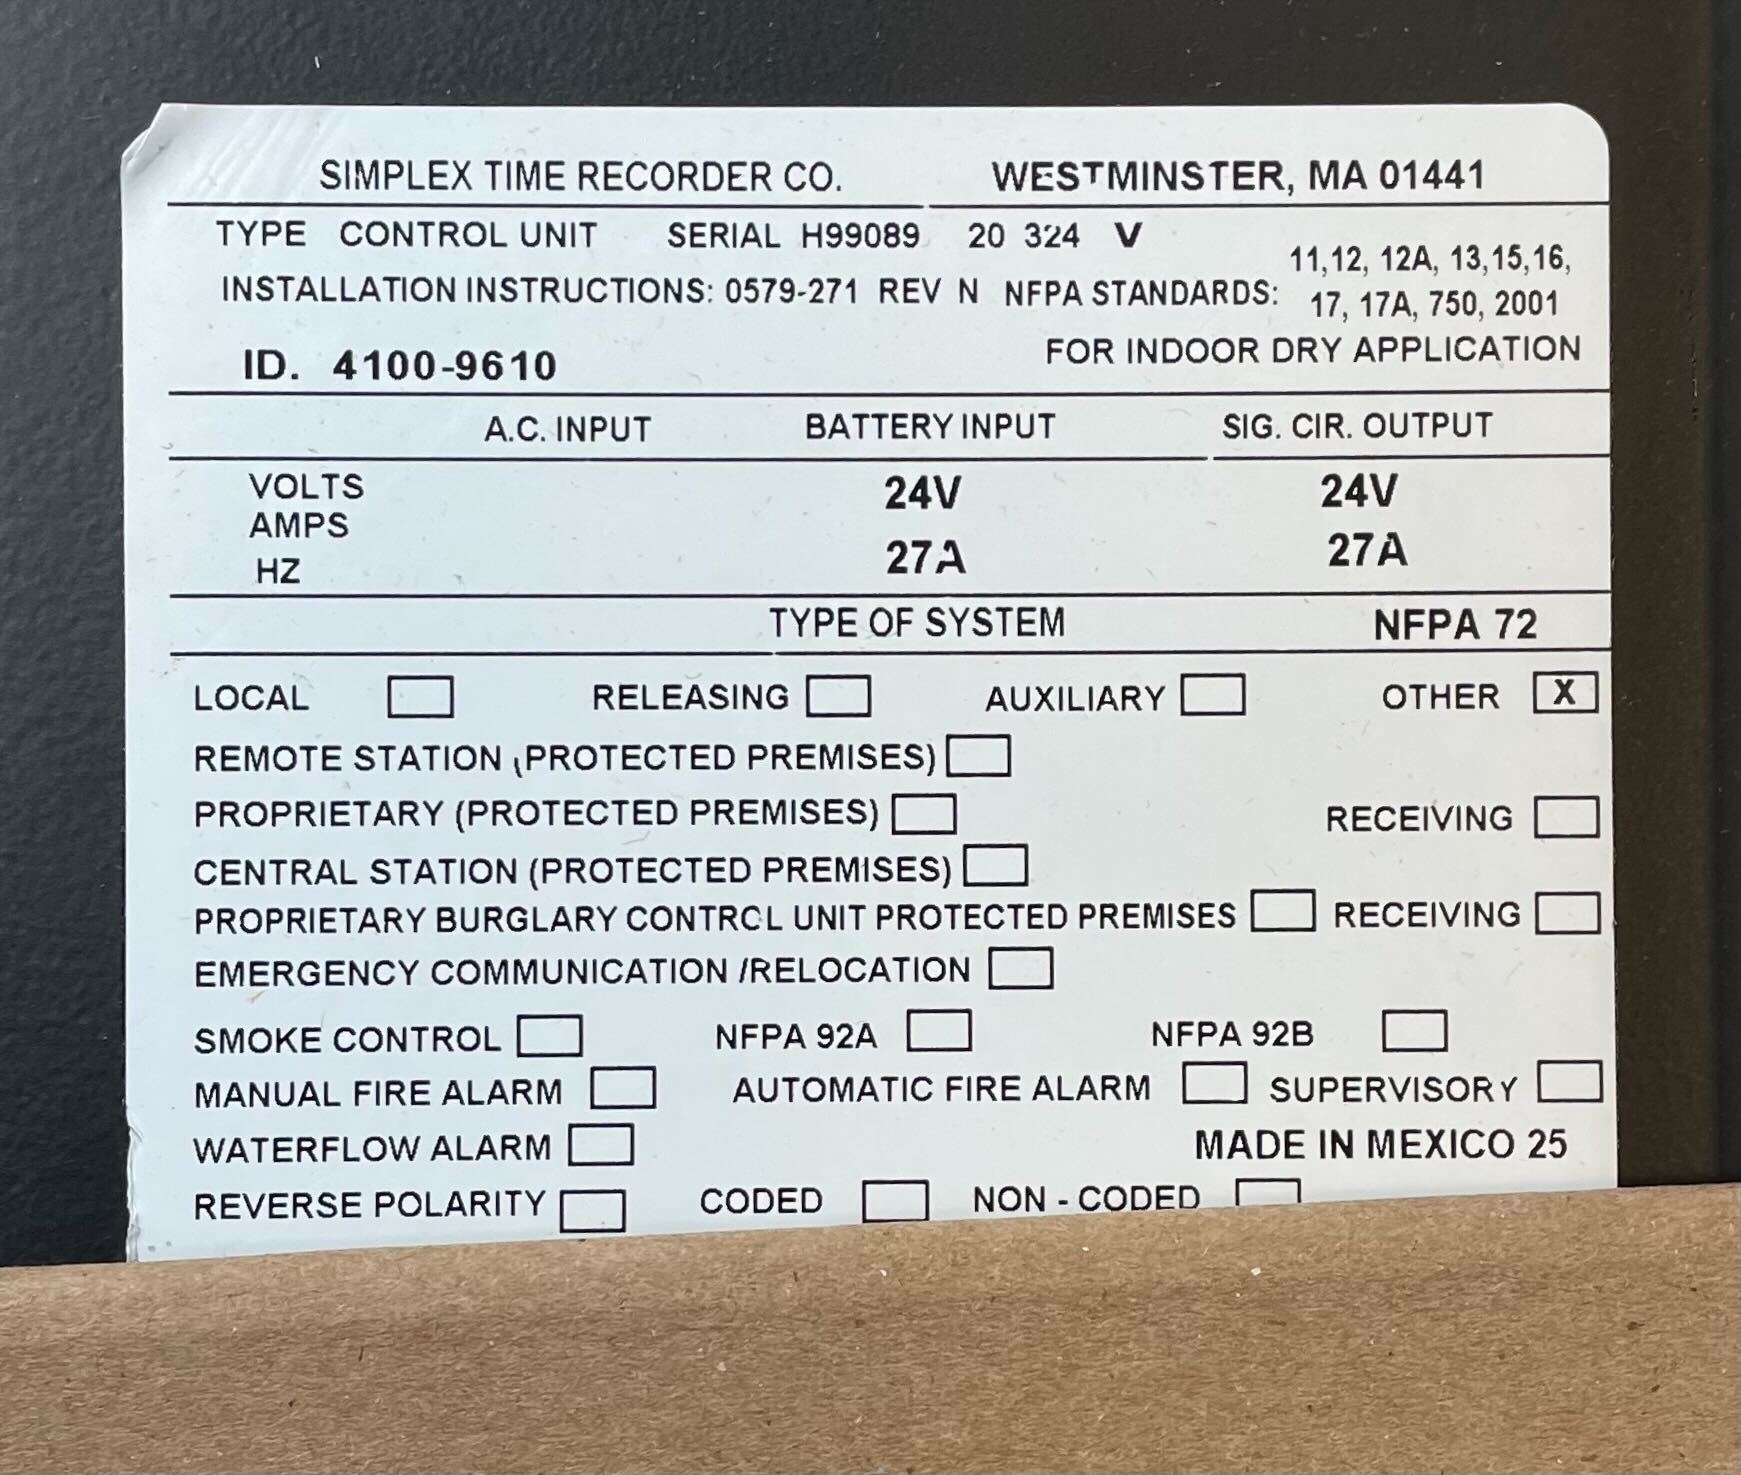 SIMPLEX TIME RECORDER CO. WESTMINSTER, MA 01441
TYPE CONTROL UNIT SERIAL H99089 20 324 V
INSTALLATION INSTRUCTIONS: 0579-271 REV N NFPA STANDARDS: 11,12, 12A, 13,15,16,
17, 17A, 750, 2001
ID. 4100-9610 FOR INDOOR DRY APPLICATION
A.C. INPUT BATTERY INPUT SIG. CIR. OUTPUT
VOLTS 24V 24V
AMPS 27A 27A
HZ
TYPE OF SYSTEM NFPA 72
LOCAL RELEASING AUXILIARY OTHER X
REMOTE STATION (PROTECTED PREMISES)
PROPRIETARY (PROTECTED PREMISES) RECEIVING
CENTRAL STATION (PROTECTED PREMISES)
PROPRIETARY BURGLARY CONTROL UNIT PROTECTED PREMISES RECEIVING
EMERGENCY COMMUNICATION /RELOCATION
SMOKE CONTROL NFPA 92A NFPA 92B
MANUAL FIRE ALARM AUTOMATIC FIRE ALARM SUPERVISORY
WATERFLOW ALARM MADE IN MEXICO 25
REVERSE POLARITY CODED NON - CODED